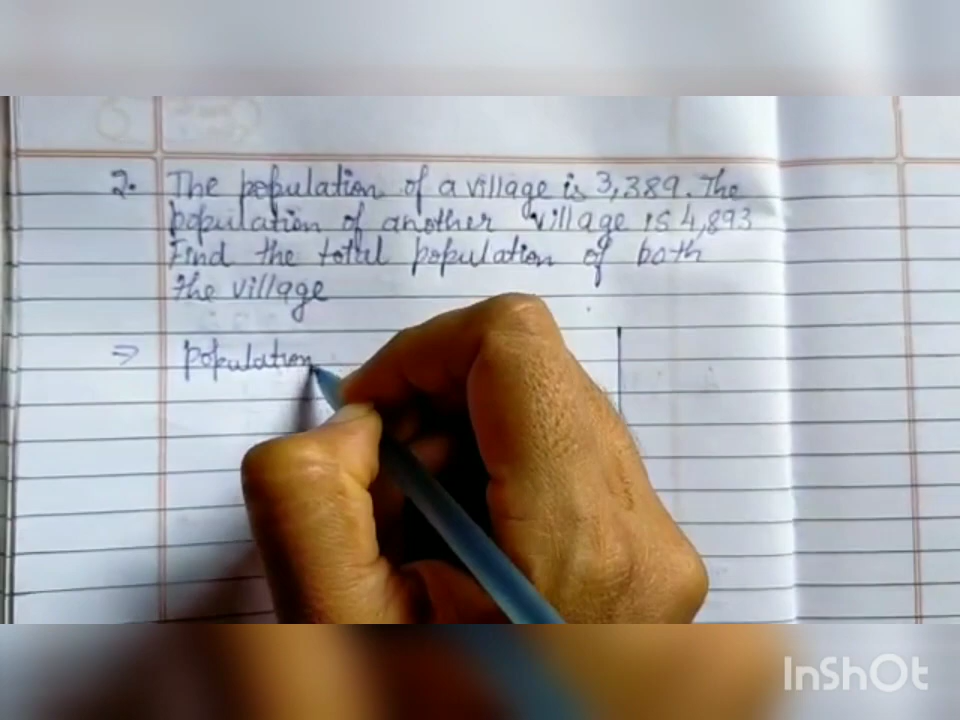 2. The population of a village is 3,389. The
population of another village is 4,893
Find the total population of both
the village
⇒ population
InShOt